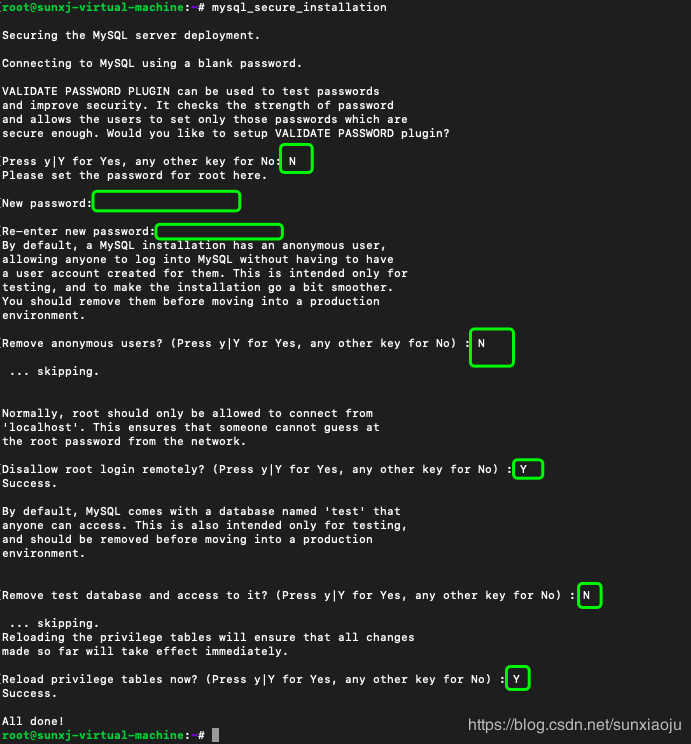 [root@sunxj-virtual-machine:~# mysql_secure_installation
Securing the MySQL server deployment.
Connecting to MySQL using a blank password.
VALIDATE PASSWORD PLUGIN can be used to test passwords
and improve security. It checks the strength of password
and allows the users to set only those passwords which are
secure enough. Would you like to setup VALIDATE PASSWORD plugin?
[Press y|Y for Yes, any other key for No: N
Please set the password for root here.
[New password:
[Re-enter new password:
By default, a MySQL installation has an anonymous user,
allowing anyone to log into MySQL without having to have
a user account created for them. This is intended only for
testing, and to make the installation go a bit smoother.
You should remove them before moving into a production
environment.
[Remove anonymous users? (Press y|Y for Yes, any other key for No) : N
... skipping.
Normally, root should only be allowed to connect from
'localhost'. This ensures that someone cannot guess at
the root password from the network.
[Disallow root login remotely? (Press y|Y for Yes, any other key for No) : Y
Success.
By default, MySQL comes with a database named 'test' that
anyone can access. This is also intended only for testing,
and should be removed before moving into a production
environment.
[Remove test database and access to it? (Press y|Y for Yes, any other key for No) : N
... skipping.
Reloading the privilege tables will ensure that all changes
made so far will take effect immediately.
[Reload privilege tables now? (Press y|Y for Yes, any other key for No) : Y
Success.
All done!
root@sunxj-virtual-machine:~#
https://blog.csdn.net/sunxiaoju